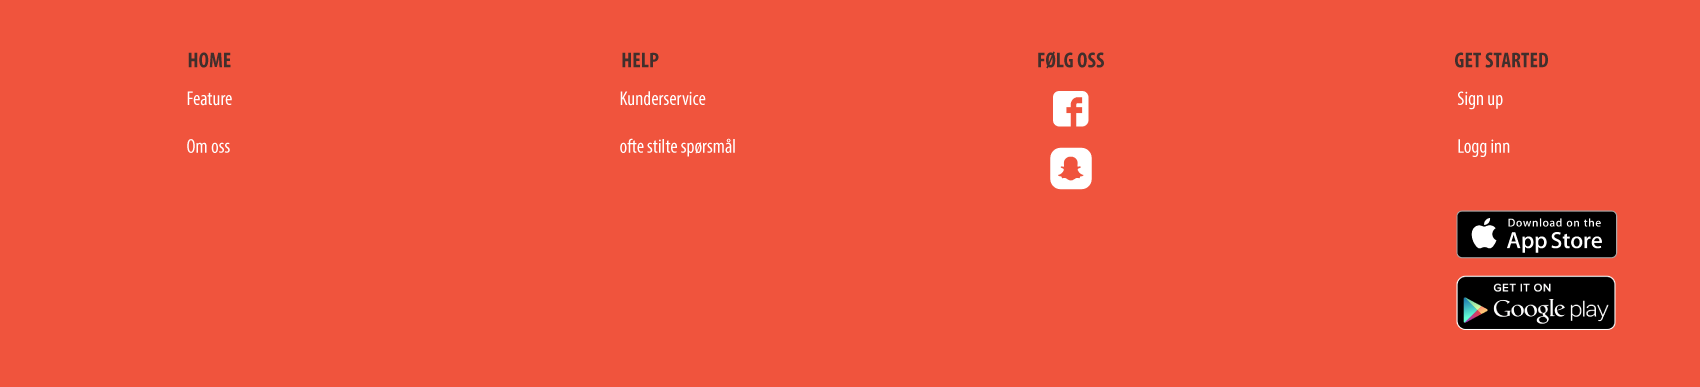 HOME
Feature
Om oss
HELP
Kunderservice
ofte stilte spørsmål
FØLG OSS
GET STARTED
Sign up
Logg inn
Download on the
App Store
GET IT ON
Google play